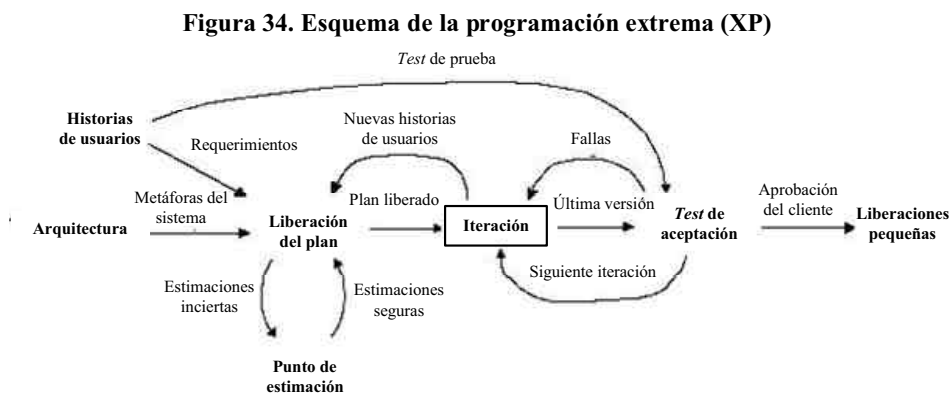 Figura 34. Esquema de la programación extrema (XP)
Test de prueba
Historias
de usuarios
Requerimientos
Nuevas historias
de usuarios
Fallas
Arquitectura
Metáforas del
sistema
Liberación
del plan
Plan liberado
Iteración
Última versión
Test de
aceptación
Aprobación
del cliente
Liberaciones
pequeñas
Siguiente iteración
Estimaciones
inciertas
Estimaciones
seguras
Punto de
estimación